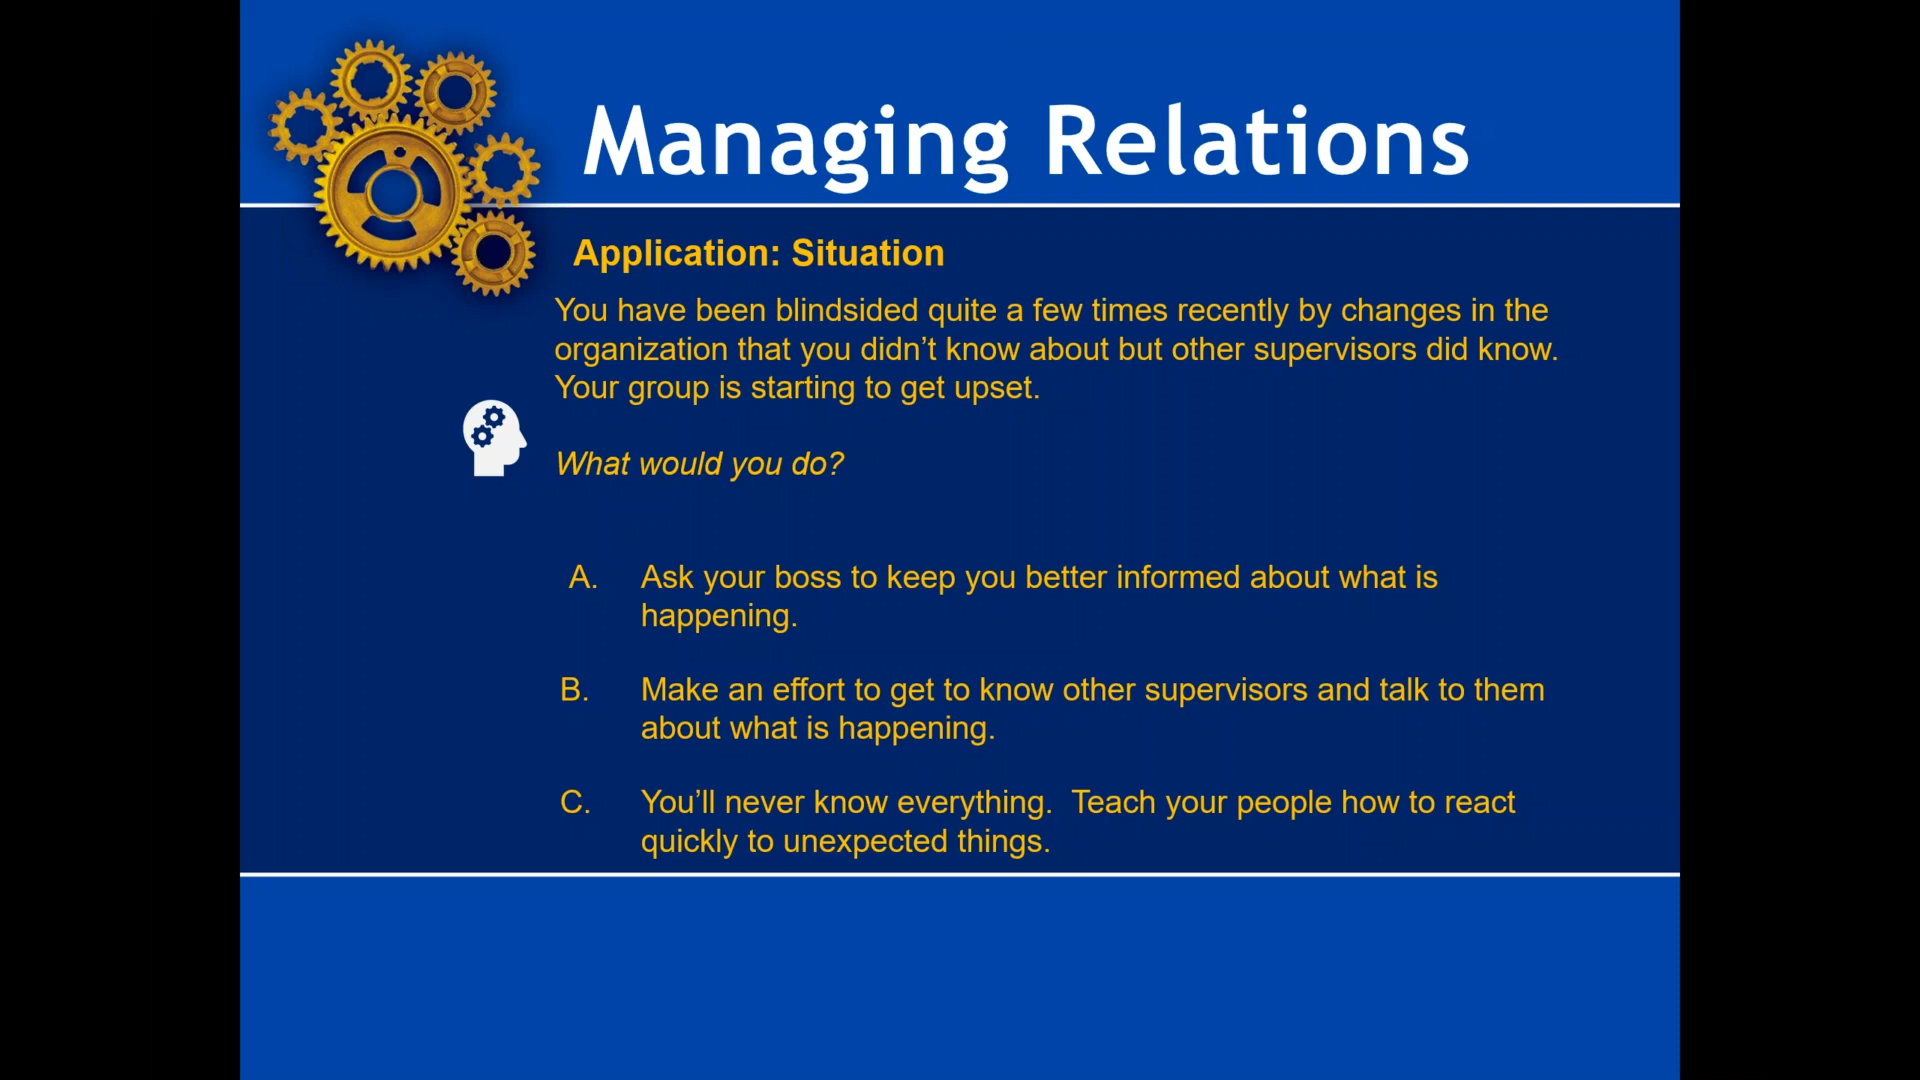 Managing Relations
Application: Situation
You have been blindsided quite a few times recently by changes in the
organization that you didn’t know about but other supervisors did know.
Your group is starting to get upset.
What would you do?
A. Ask your boss to keep you better informed about what is
happening.
B. Make an effort to get to know other supervisors and talk to them
about what is happening.
C. You’ll never know everything.  Teach your people how to react
quickly to unexpected things.